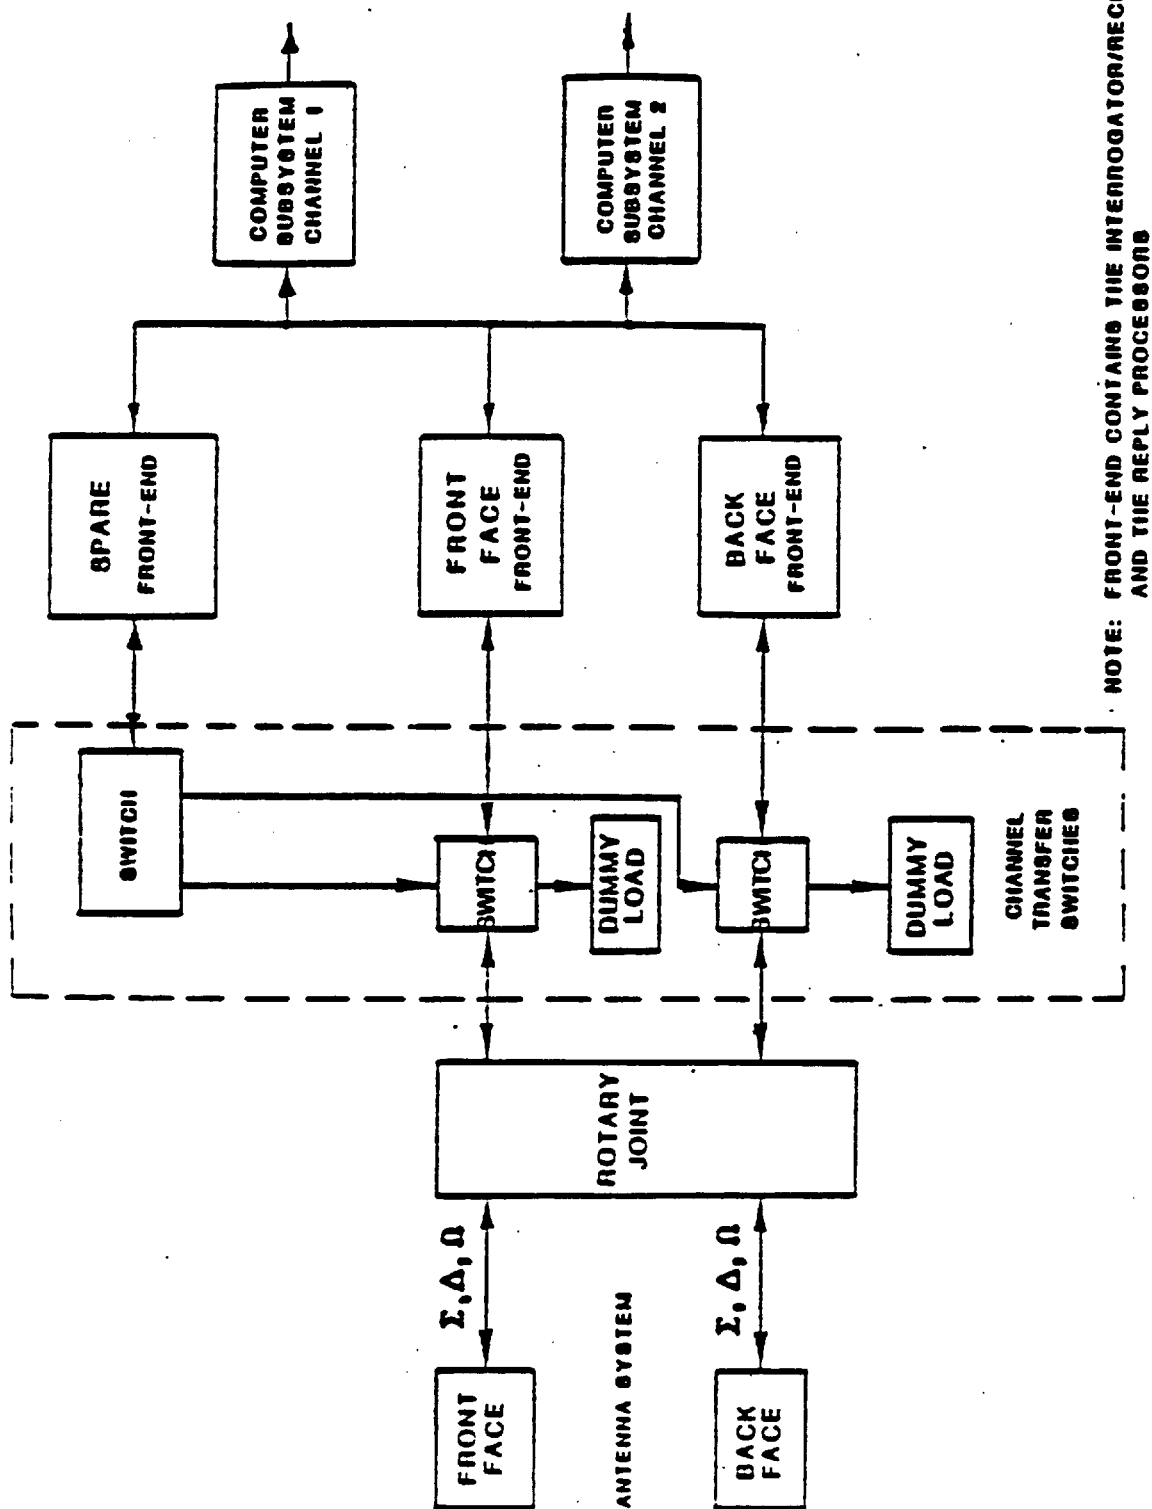 FRONT
FACE
Σ, Δ, Ω
ANTENNA SYSTEM
BACK
FACE
Σ, Δ, Ω
ROTARY
JOINT
SWITCH
SWITCH
DUMMY
LOAD
SWITCH
DUMMY
LOAD
CHANNEL
TRANSFER
SWITCHES
SPARE
FRONT-END
FRONT
FACE
FRONT-END
BACK
FACE
FRONT-END
COMPUTER
SUBSYSTEM
CHANNEL 1
COMPUTER
SUBSYSTEM
CHANNEL 2
NOTE: FRONT-END CONTAINS THE INTERROGATOR/REC
AND THE REPLY PROCESSORS